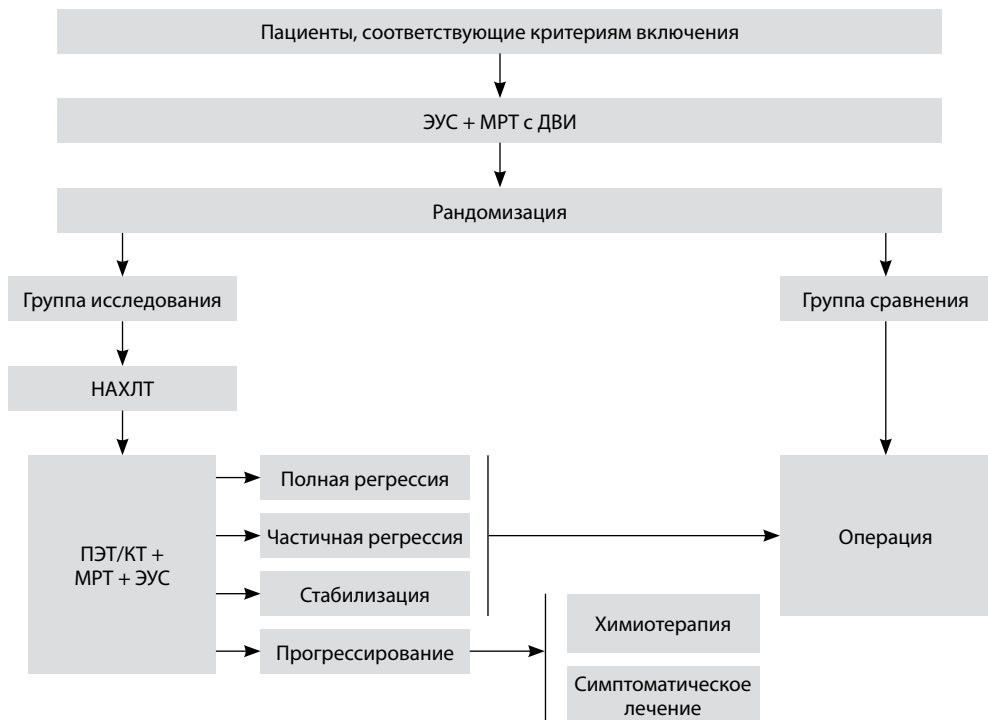 Пациенты, соответствующие критериям включения
ЭУС + МРТ с ДВИ
Рандомизация
Группа исследования
Группа сравнения
НАХЛТ
ПЭТ/КТ +
МРТ + ЭУС
Полная регрессия
Частичная регрессия
Стабилизация
Прогрессирование
Операция
Химиотерапия
Симптоматическое
лечение